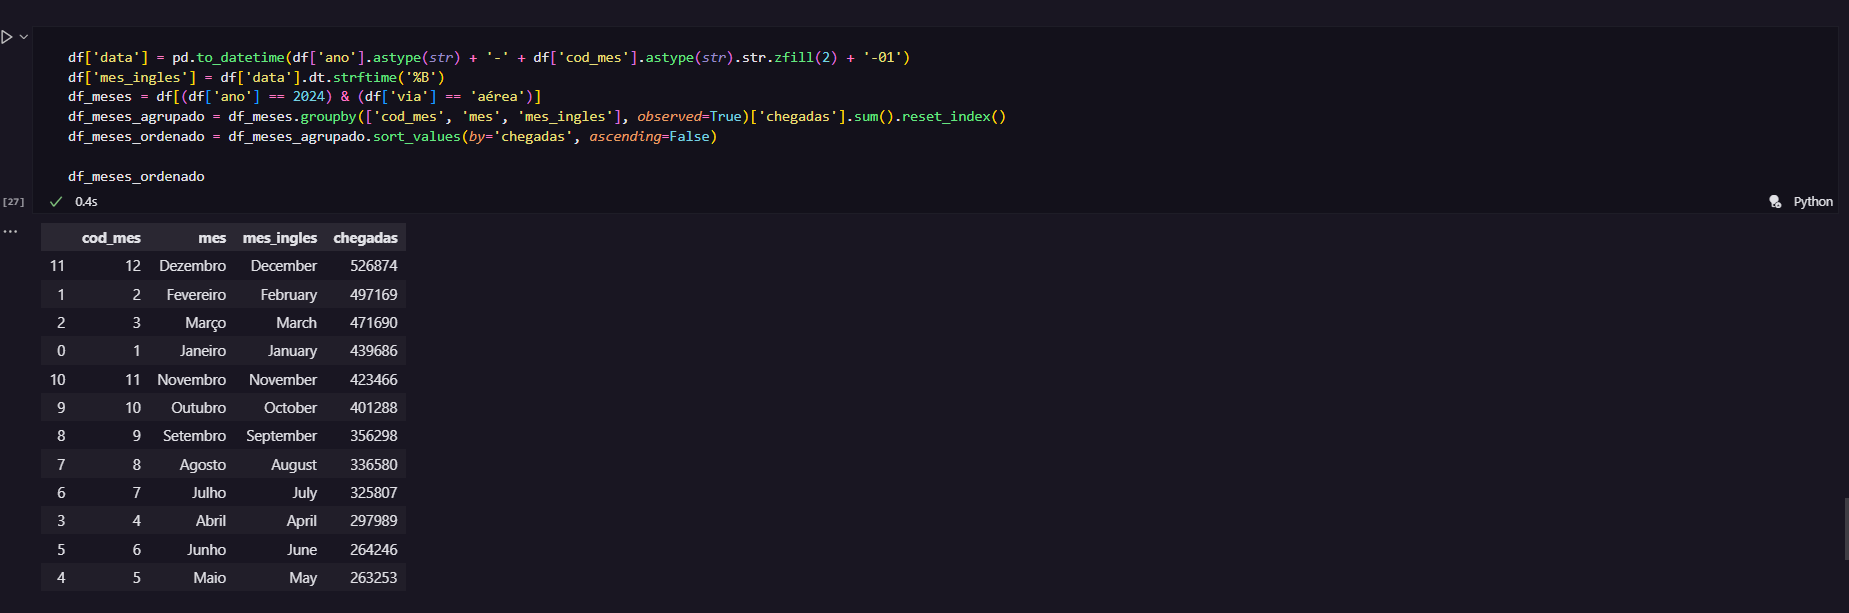 df['data'] = pd.to_datetime(df['ano'].astype(str) + '-' + df['cod_mes'].astype(str).str.zfill(2) + '-01')
df['mes_ingles'] = df['data'].dt.strftime('%B')
df_meses = df[(df['ano'] == 2024) & (df['via'] == 'aérea')]
df_meses_agrupado = df_meses.groupby(['cod_mes', 'mes', 'mes_ingles'], observed=True)['chegadas'].sum().reset_index()
df_meses_ordenado = df_meses_agrupado.sort_values(by='chegadas', ascending=False)
df_meses_ordenado
[27] 0.4s Python
cod_mes mes mes_ingles chegadas
11 12 Dezembro December 526874
1 2 Fevereiro February 497169
2 3 Março March 471690
0 1 Janeiro January 439686
10 11 Novembro November 423466
9 10 Outubro October 401288
8 9 Setembro September 356298
7 8 Agosto August 336580
6 7 Julho July 325807
3 4 Abril April 297989
5 6 Junho June 264246
4 5 Maio May 263253